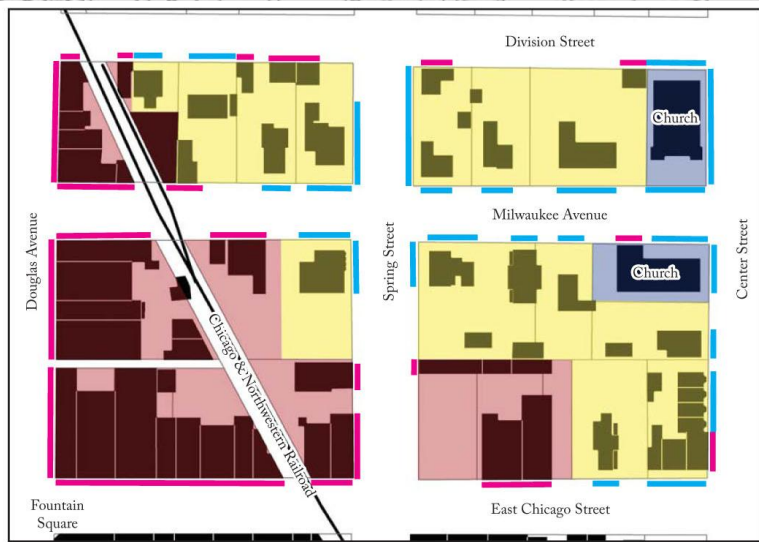 Division Street
Church
Milwaukee Avenue
Douglas Avenue
Spring Street
Center Street
Church
Chicago & Northwestern Railroad
Fountain
Square
East Chicago Street